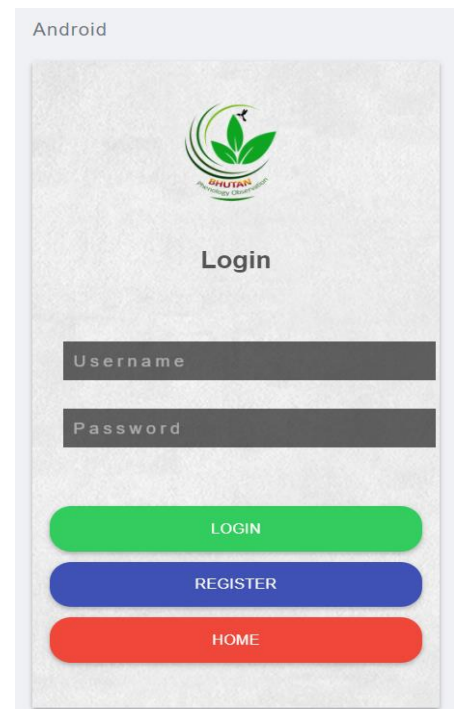 Android
BHUTAN
Phenology Observation
Login
Username
Password
LOGIN
REGISTER
HOME